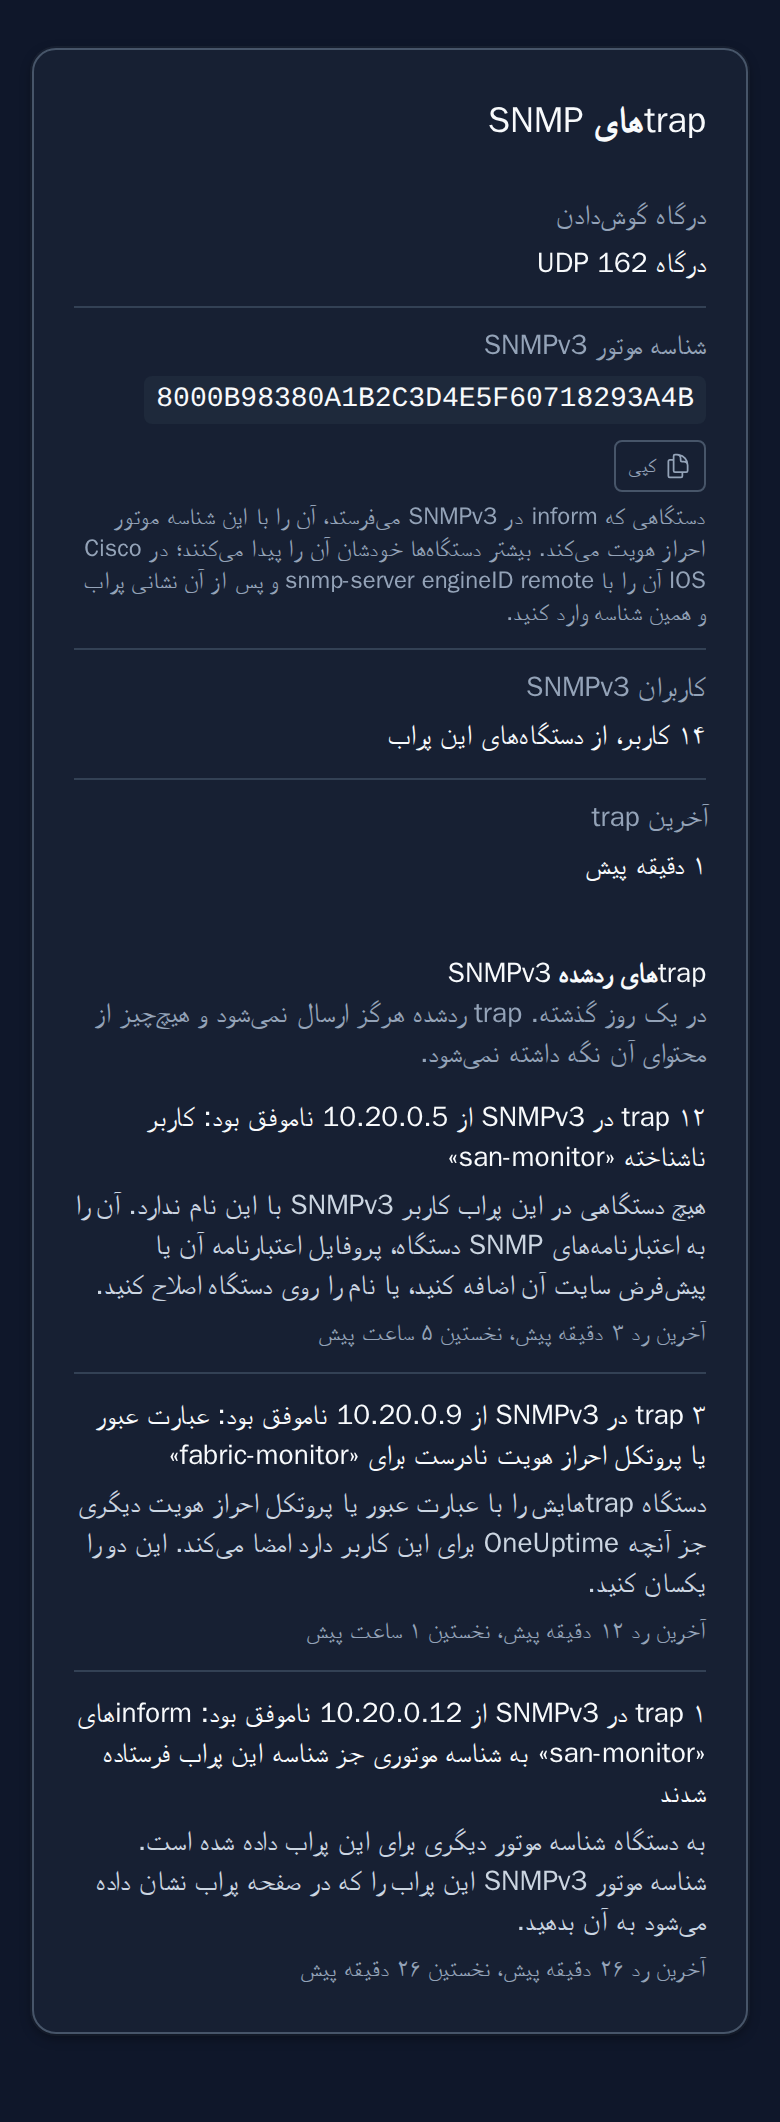 trapهای SNMP
درگاه گوش‌دادن
درگاه UDP 162
شناسه موتور SNMPv3
8000B98380A1B2C3D4E5F60718293A4B
کپی
دستگاهی که inform در SNMPv3 می‌فرستد، آن را با این شناسه موتور
احراز هویت می‌کند. بیشتر دستگاه‌ها خودشان آن را پیدا می‌کنند؛ در Cisco
IOS آن را با snmp-server engineID remote و پس از آن نشانی پراب
و همین شناسه وارد کنید.
کاربران SNMPv3
۱۴ کاربر، از دستگاه‌های این پراب
آخرین trap
۱ دقیقه پیش
trapهای ردشده SNMPv3
در یک روز گذشته. trap ردشده هرگز ارسال نمی‌شود و هیچ‌چیز از
محتوای آن نگه داشته نمی‌شود.
۱۲ trap در SNMPv3 از 10.20.0.5 ناموفق بود: کاربر
ناشناخته «san-monitor»
هیچ دستگاهی در این پراب کاربر SNMPv3 با این نام ندارد. آن را
به اعتبارنامه‌های SNMP دستگاه، پروفایل اعتبارنامه آن یا
پیش‌فرض سایت آن اضافه کنید، یا نام را روی دستگاه اصلاح کنید.
آخرین رد ۳ دقیقه پیش، نخستین ۵ ساعت پیش
۳ trap در SNMPv3 از 10.20.0.9 ناموفق بود: عبارت عبور
یا پروتکل احراز هویت نادرست برای «fabric-monitor»
دستگاه trapهایش را با عبارت عبور یا پروتکل احراز هویت دیگری
جز آنچه OneUptime برای این کاربر دارد امضا می‌کند. این دو را
یکسان کنید.
آخرین رد ۱۲ دقیقه پیش، نخستین ۱ ساعت پیش
۱ trap در SNMPv3 از 10.20.0.12 ناموفق بود: informهای
«san-monitor» به شناسه موتوری جز شناسه این پراب فرستاده
شدند
به دستگاه شناسه موتور دیگری برای این پراب داده شده است.
شناسه موتور SNMPv3 این پراب را که در صفحه پراب نشان داده
می‌شود به آن بدهید.
آخرین رد ۲۶ دقیقه پیش، نخستین ۲۶ دقیقه پیش